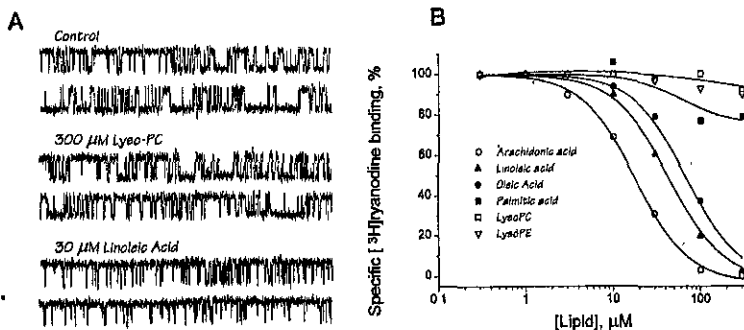 A
Control
300 µM Lyso-PC
30 µM Linoleic Acid
B
Specific [³H]ryanodine binding, %
100
80
60
40
20
0
Arachidonic acid
Linoleic acid
Oleic Acid
Palmitic acid
LysoPC
LysoPE
0 1
1
10
100
[Lipid], µM